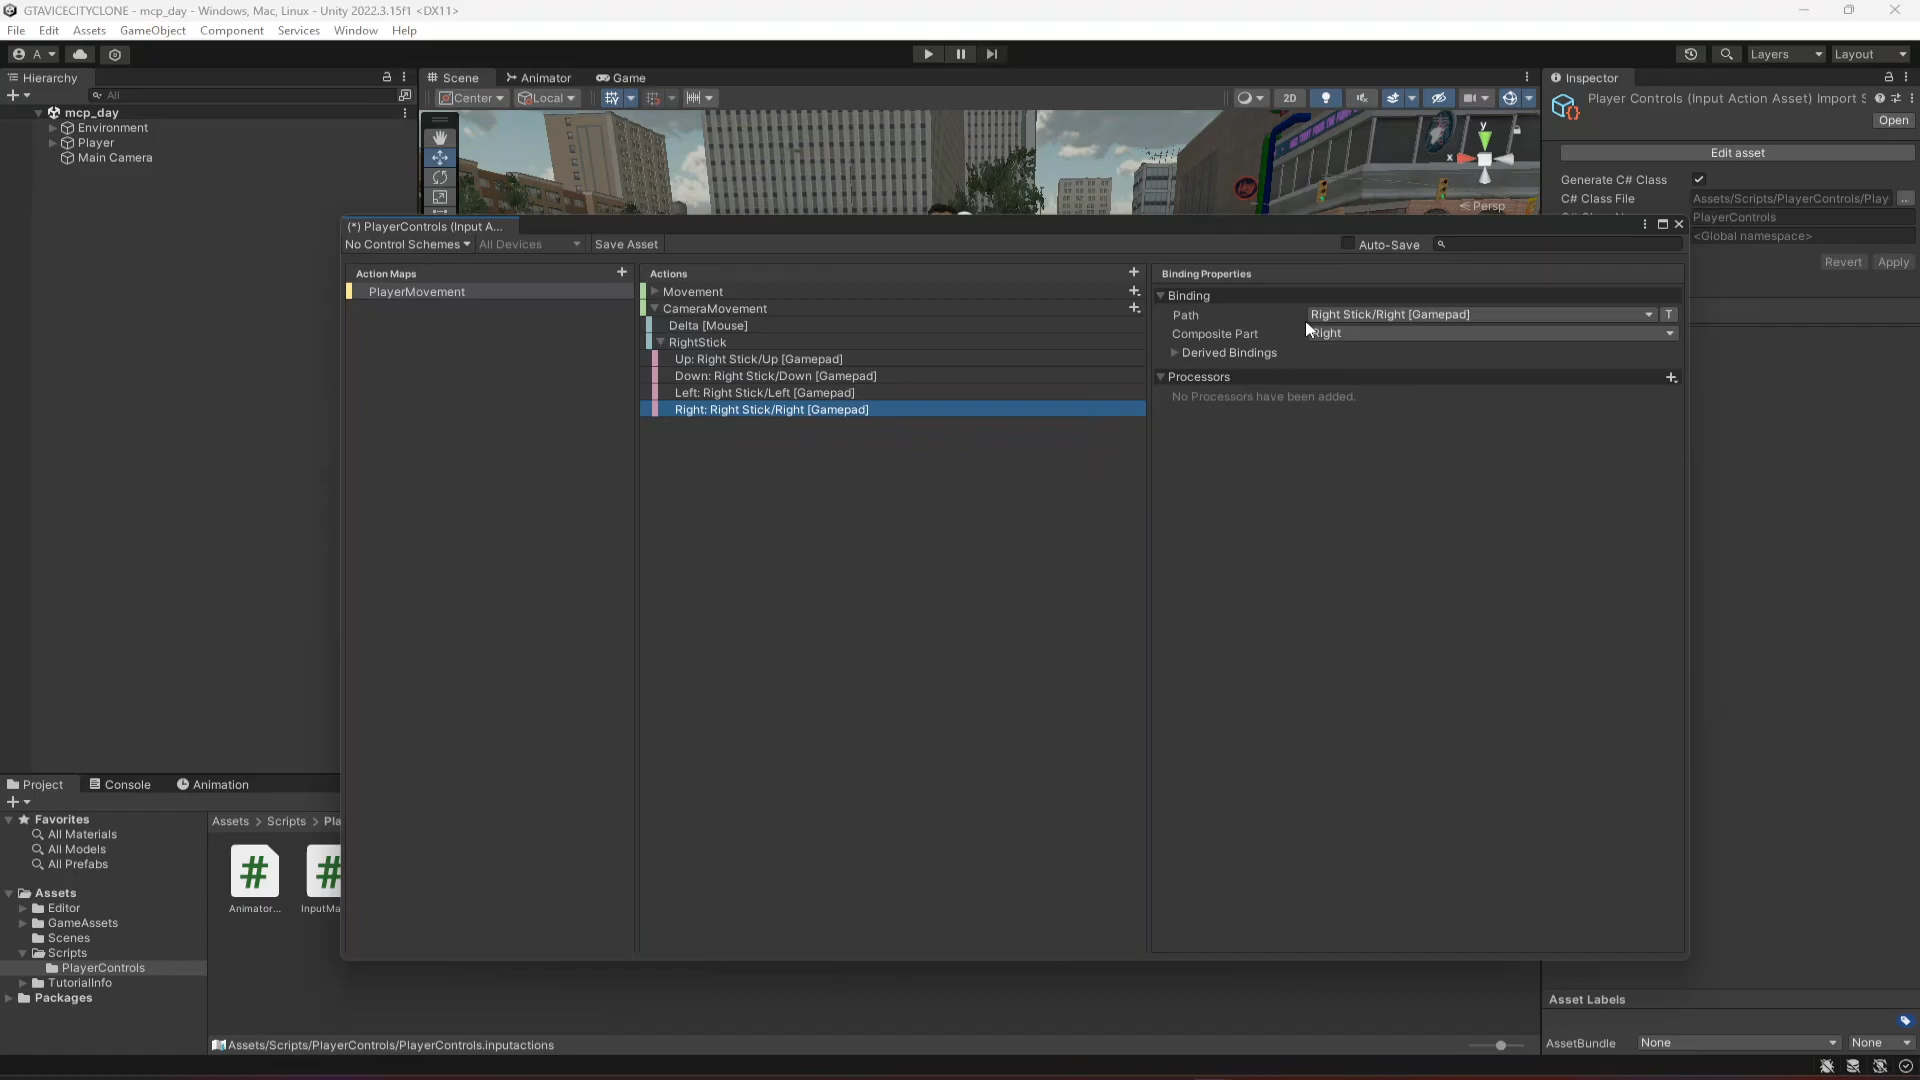 GTAVICECITYCLONE - mcp_day - Windows, Mac, Linux - Unity 2022.3.15f1 <DX11>
File Edit Assets GameObject Component Services Window Help
A Layers Layout
Hierarchy Scene Animator Game Inspector
All Center Local 2D
Player Controls (Input Action Asset) Import S
Open
mcp_day
Environment
Player
Main Camera
y
x
Persp
Edit asset
Generate C# Class
C# Class File Assets/Scripts/PlayerControls/Play ...
PlayerControls
<Global namespace>
Revert Apply
(*) PlayerControls (Input A...
No Control Schemes All Devices Save Asset Auto-Save
Action Maps Actions Binding Properties
PlayerMovement
Movement
CameraMovement
Delta [Mouse]
RightStick
Up: Right Stick/Up [Gamepad]
Down: Right Stick/Down [Gamepad]
Left: Right Stick/Left [Gamepad]
Right: Right Stick/Right [Gamepad]
Binding
Path Right Stick/Right [Gamepad] T
Composite Part Right
Derived Bindings
Processors
No Processors have been added.
Project Console Animation
Favorites
All Materials
All Models
All Prefabs
Assets
Editor
GameAssets
Scenes
Scripts
PlayerControls
TutorialInfo
Packages
Assets > Scripts > Pla
Animator... InputMa
Assets/Scripts/PlayerControls/PlayerControls.inputactions
Asset Labels
AssetBundle None None